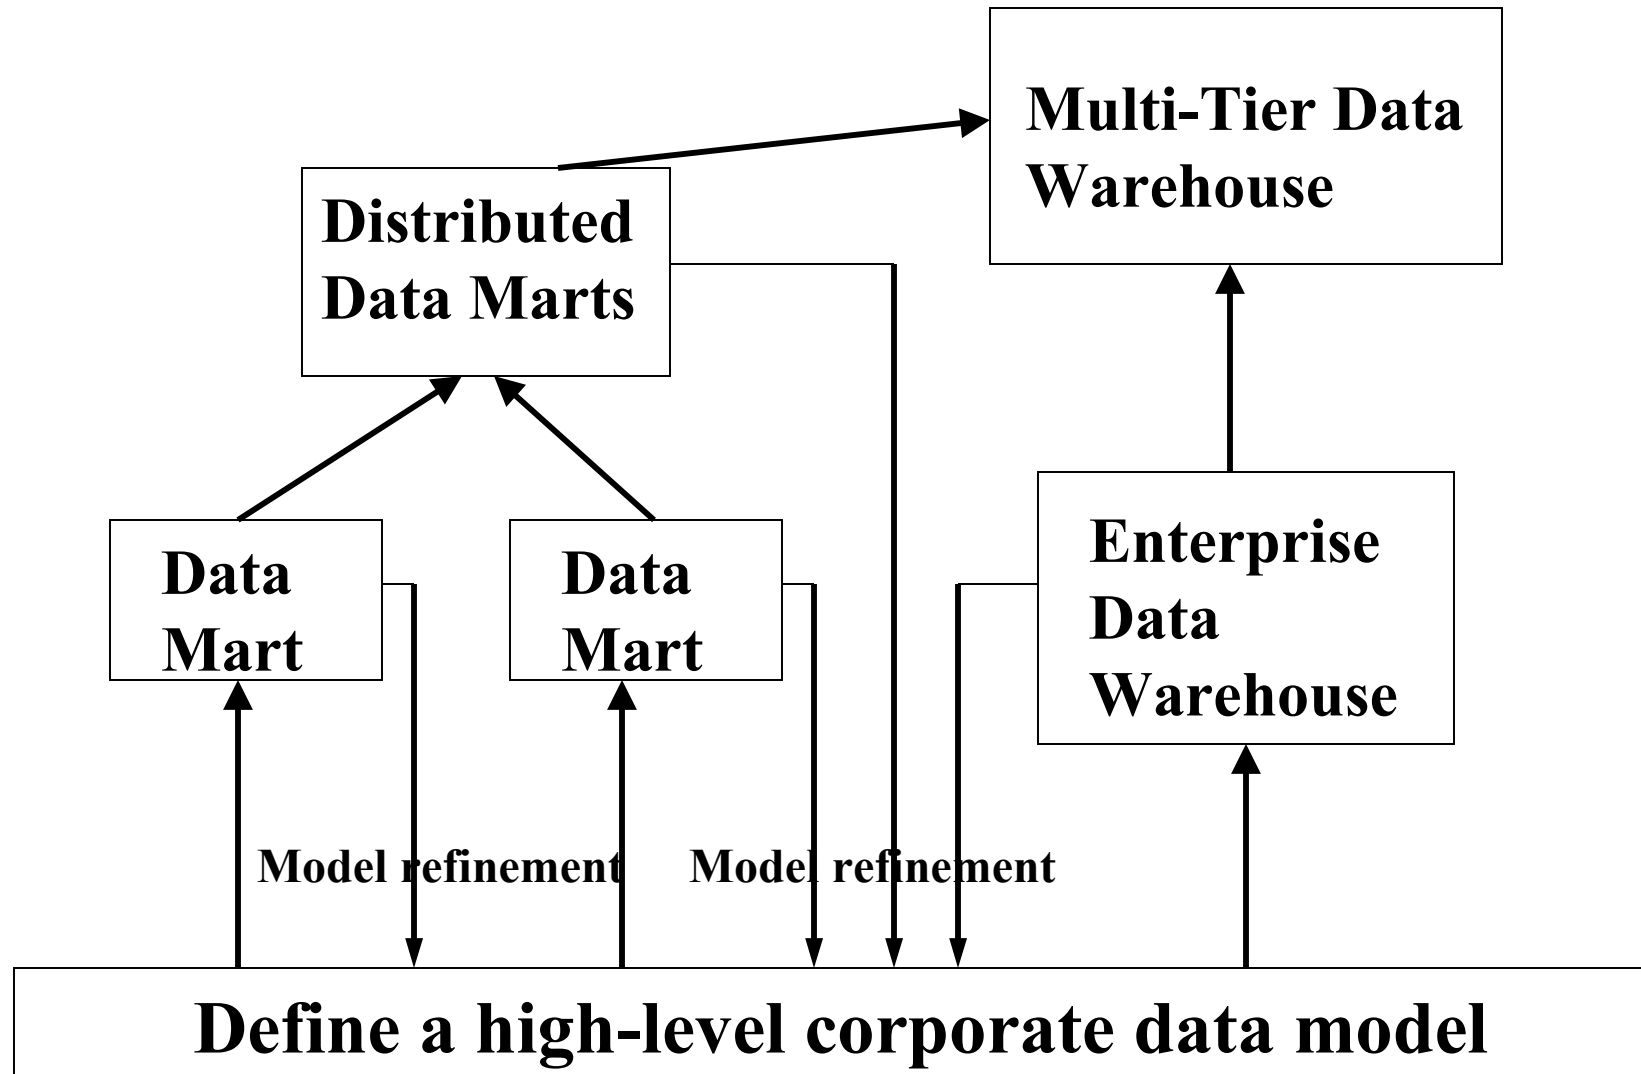 Multi-Tier Data
Warehouse
Distributed
Data Marts
Data
Mart
Data
Mart
Enterprise
Data
Warehouse
Model refinement
Model refinement
Define a high-level corporate data model